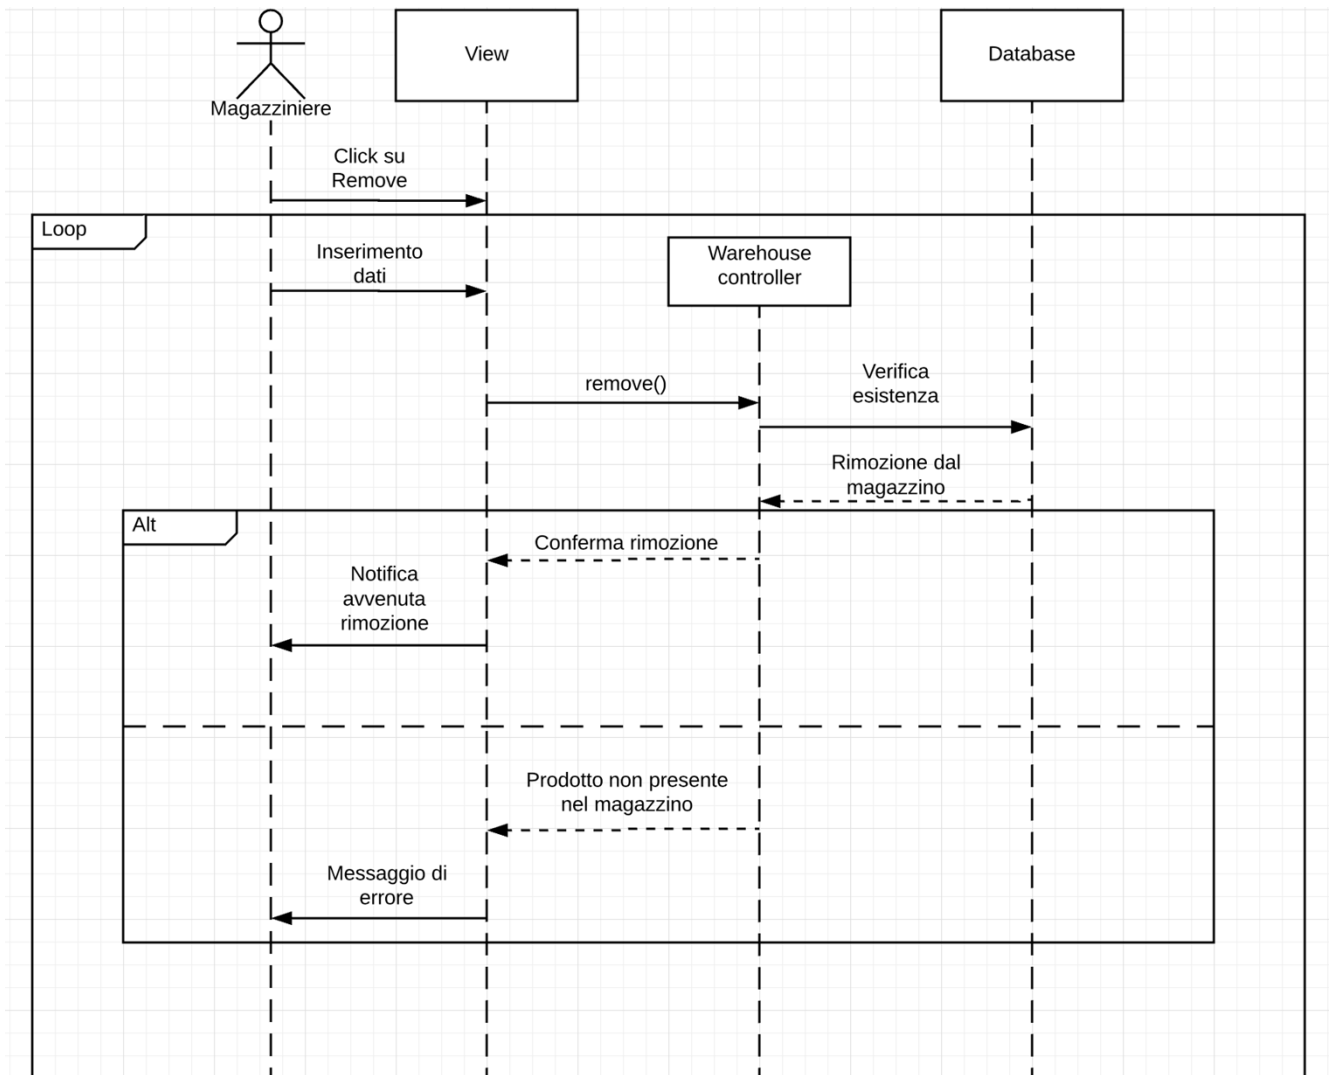 View
Database
Magazziniere
Click su
Remove
Loop
Inserimento
dati
Warehouse
controller
remove()
Verifica
esistenza
Rimozione dal
magazzino
Alt
Conferma rimozione
Notifica
avvenuta
rimozione
Prodotto non presente
nel magazzino
Messaggio di
errore